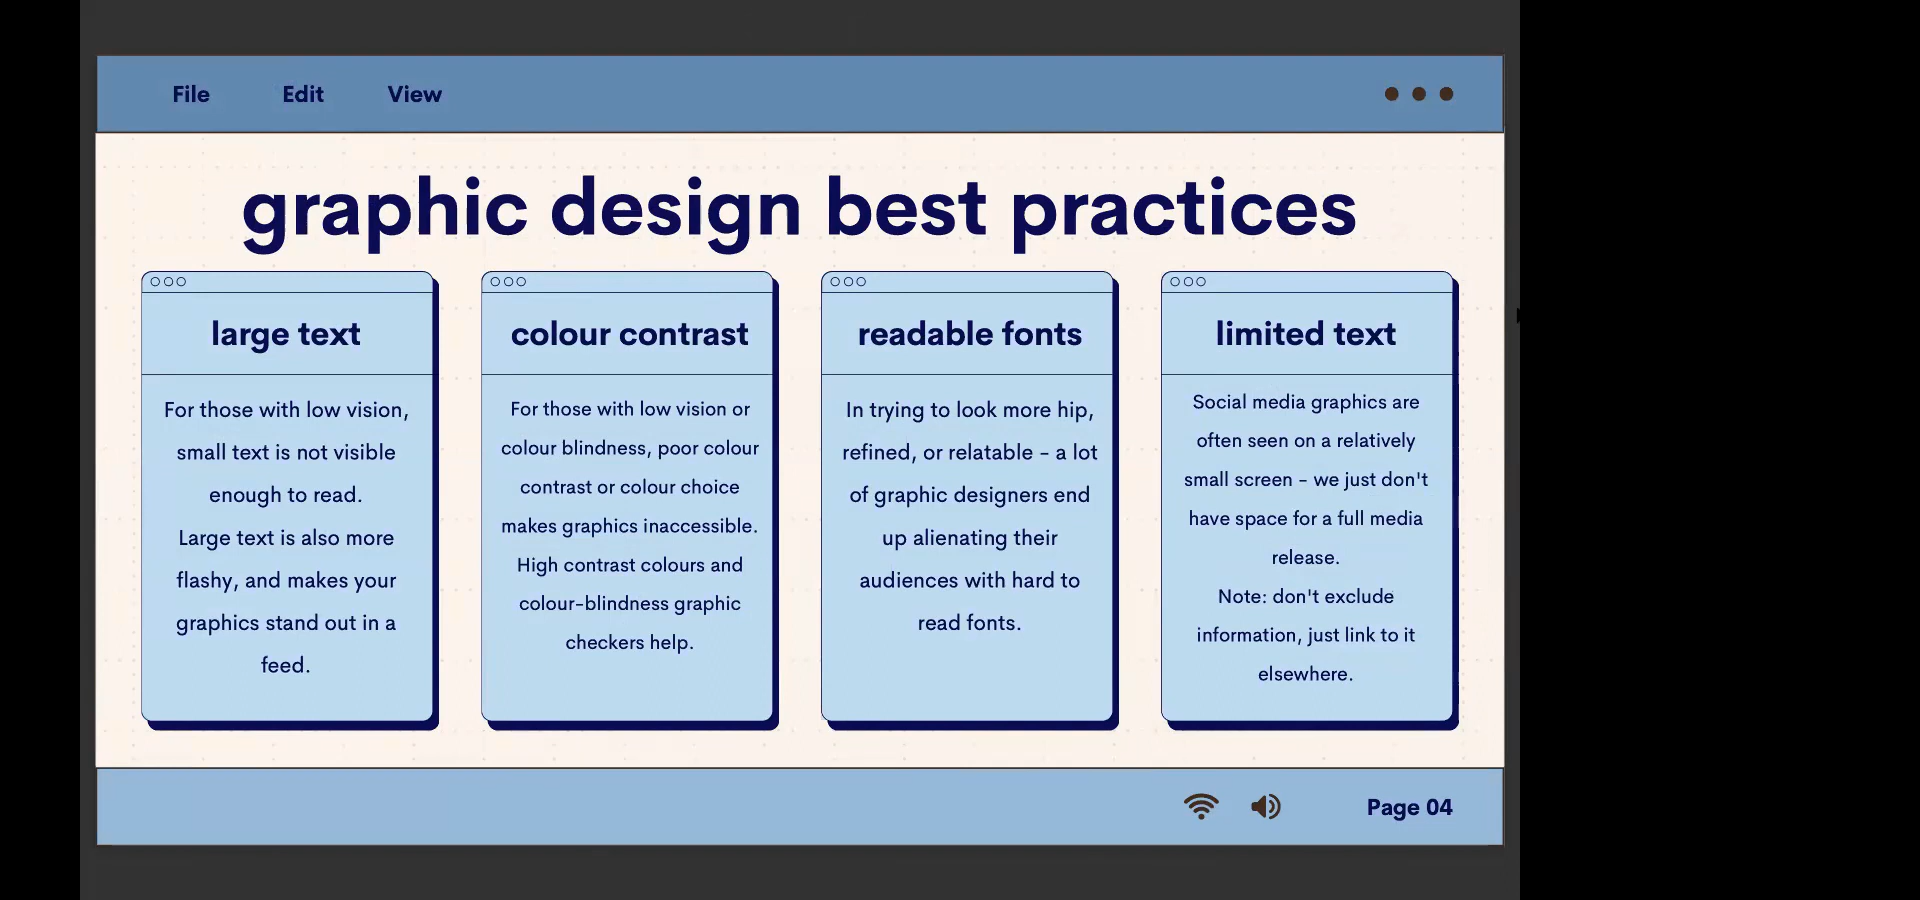 File Edit View
graphic design best practices
large text
For those with low vision,
small text is not visible
enough to read.
Large text is also more
flashy, and makes your
graphics stand out in a
feed.
colour contrast
For those with low vision or
colour blindness, poor colour
contrast or colour choice
makes graphics inaccessible.
High contrast colours and
colour-blindness graphic
checkers help.
readable fonts
In trying to look more hip,
refined, or relatable - a lot
of graphic designers end
up alienating their
audiences with hard to
read fonts.
limited text
Social media graphics are
often seen on a relatively
small screen - we just don't
have space for a full media
release.
Note: don't exclude
information, just link to it
elsewhere.
Page 04